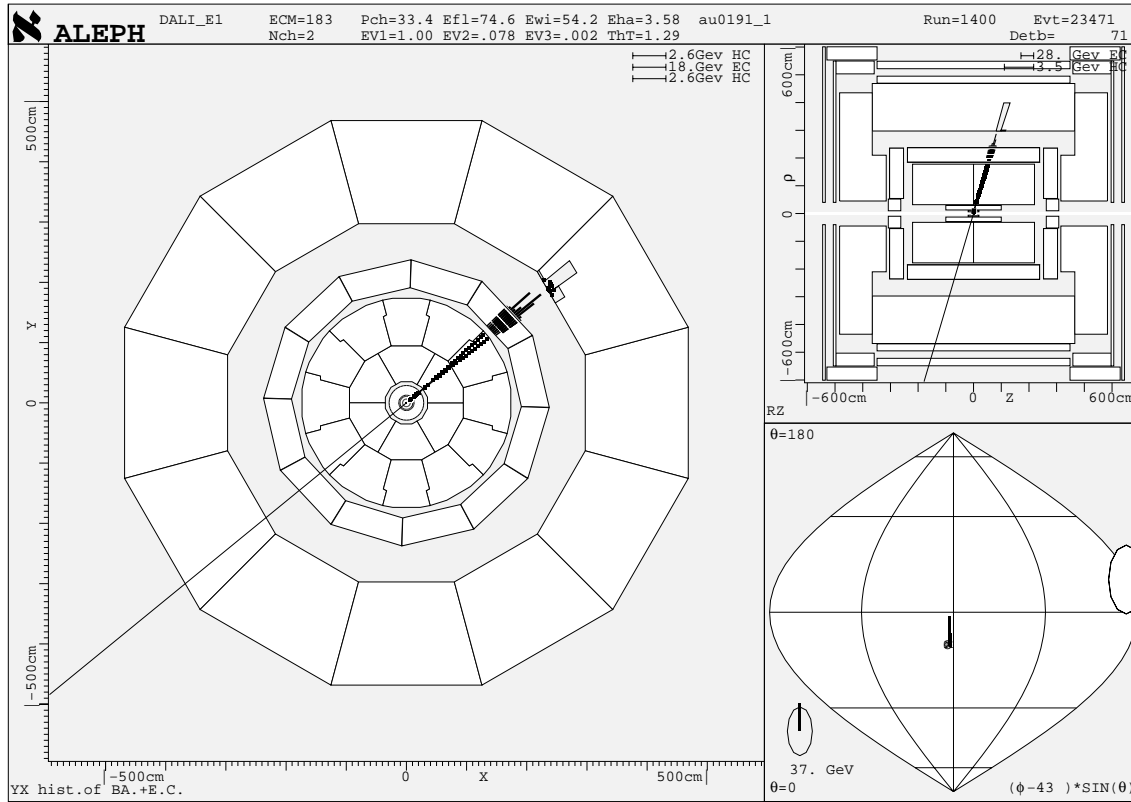 ALEPH DALI_E1 ECM=183 Pch=33.4 Efl=74.6 Ewi=54.2 Eha=3.58 au0191_1 Run=1400 Evt=23471
Nch=2 EV1=1.00 EV2=.078 EV3=.002 ThT=1.29 Detb= 71
2.6Gev HC
18.Gev EC
2.6Gev HC
500cm
Y
0
-500cm
-500cm 0 X 500cm
YX hist.of BA.+E.C.
28. Gev EC
3.5 Gev HC
600cm
ρ
0
-600cm
-600cm 0 Z 600cm
RZ
θ=180
37. GeV
θ=0 (ϕ-43 )*SIN(θ)